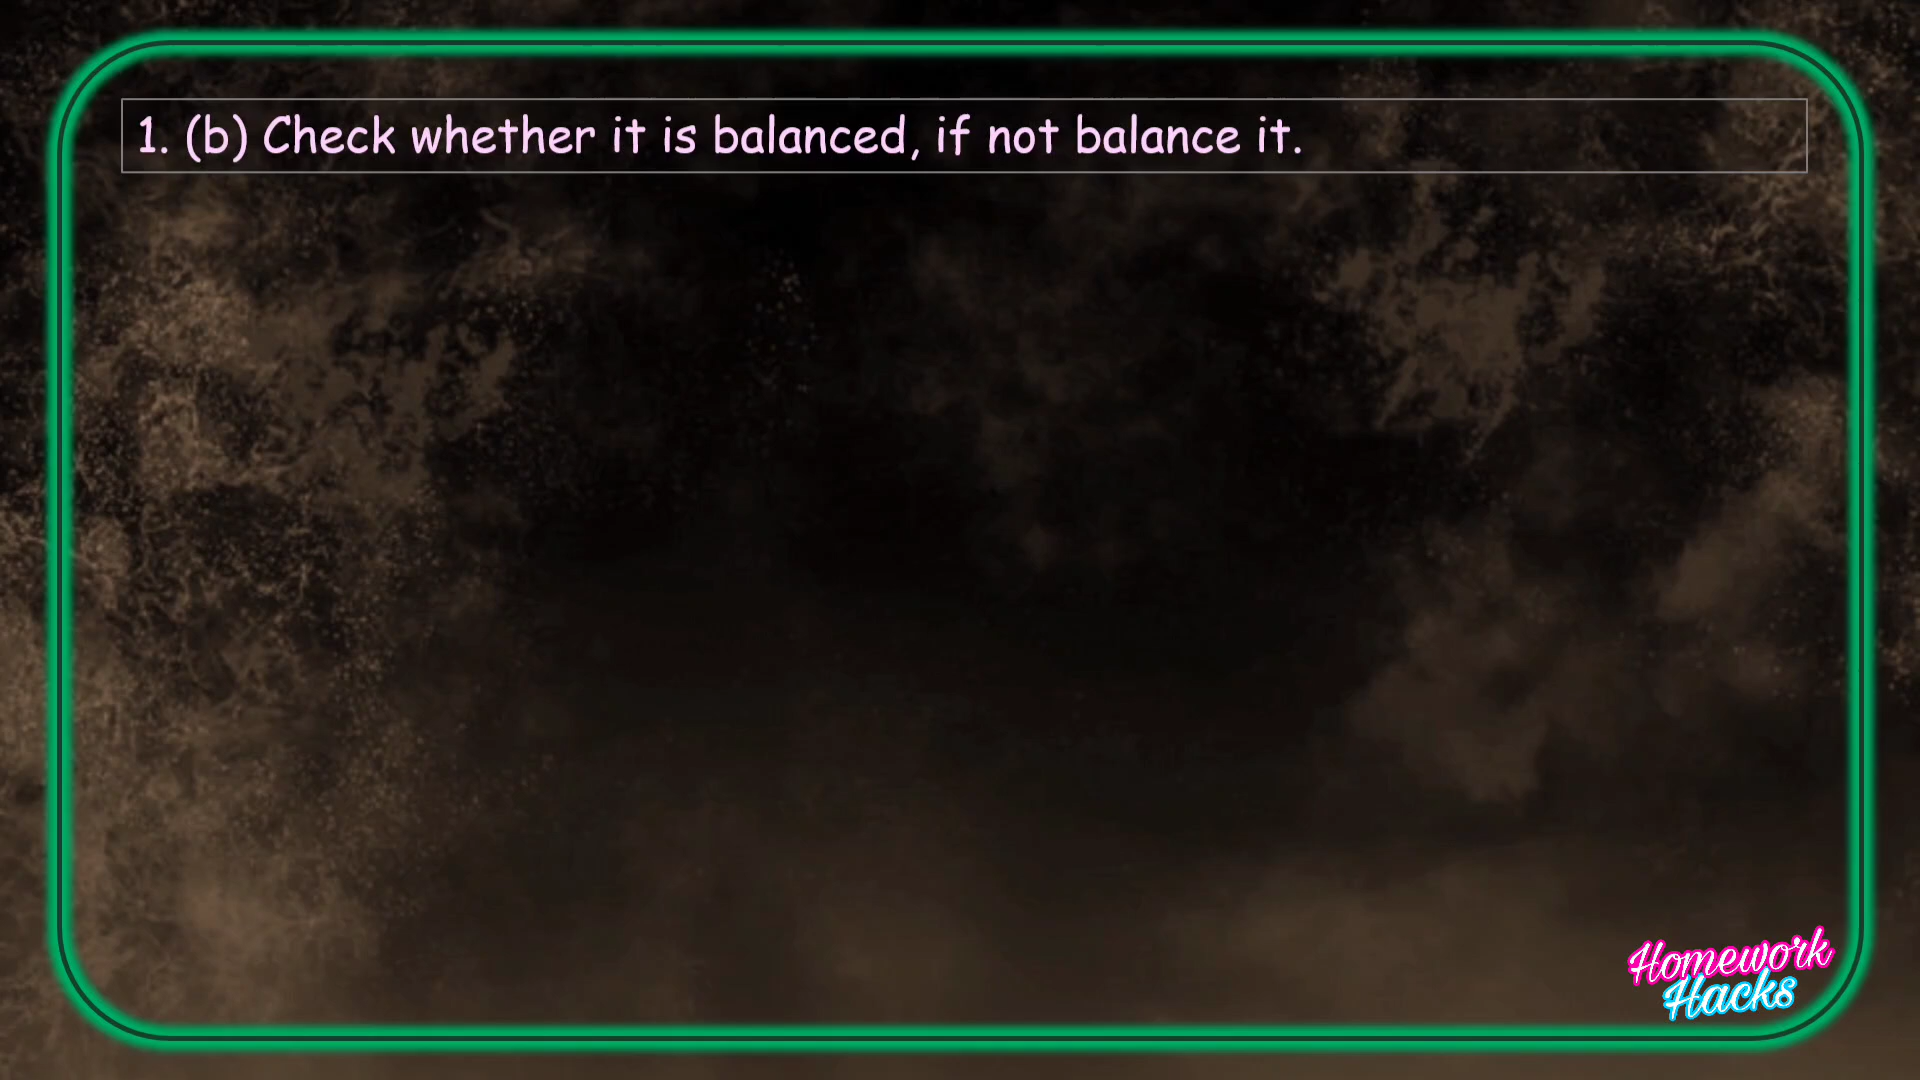 1. (b) Check whether it is balanced, if not balance it.
Homework
Hacks